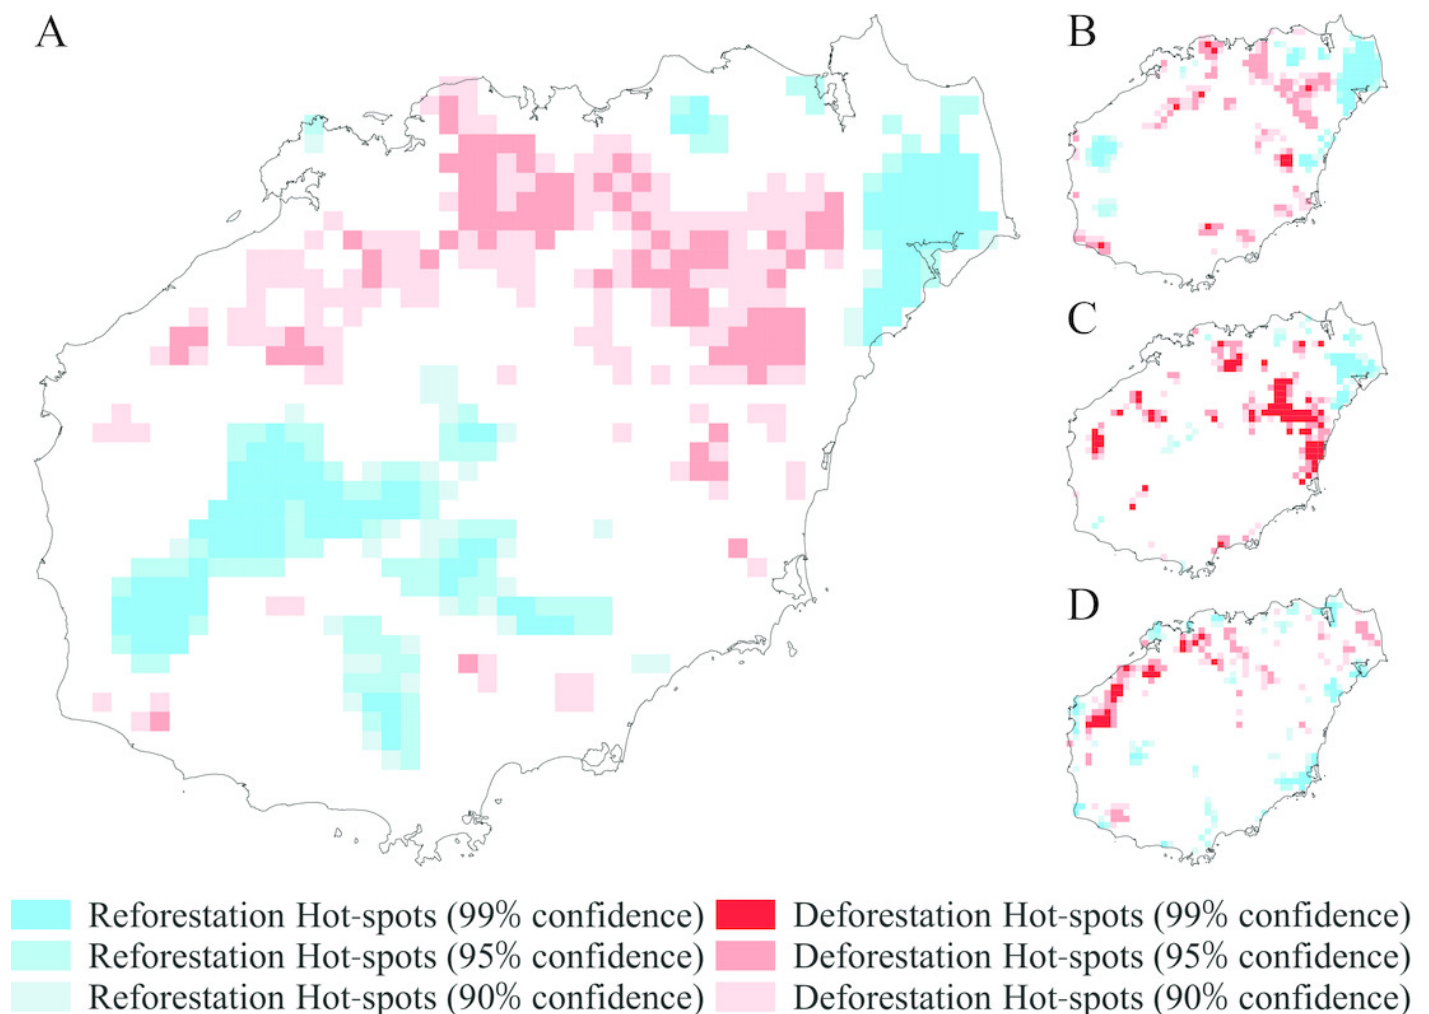 A
B
C
D
Reforestation Hot-spots (99% confidence)
Deforestation Hot-spots (99% confidence)
Reforestation Hot-spots (95% confidence)
Deforestation Hot-spots (95% confidence)
Reforestation Hot-spots (90% confidence)
Deforestation Hot-spots (90% confidence)